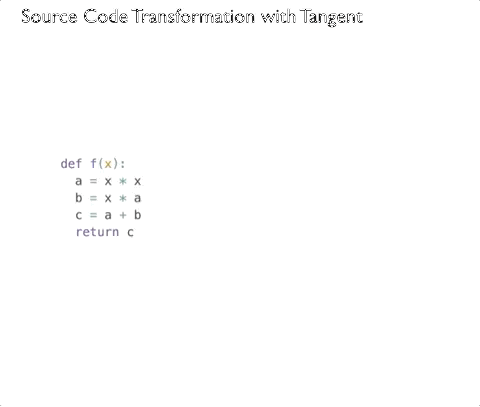 Source Code Transformation with Tangent
def f(x):
a = x * x
b = x * a
c = a + b
return c